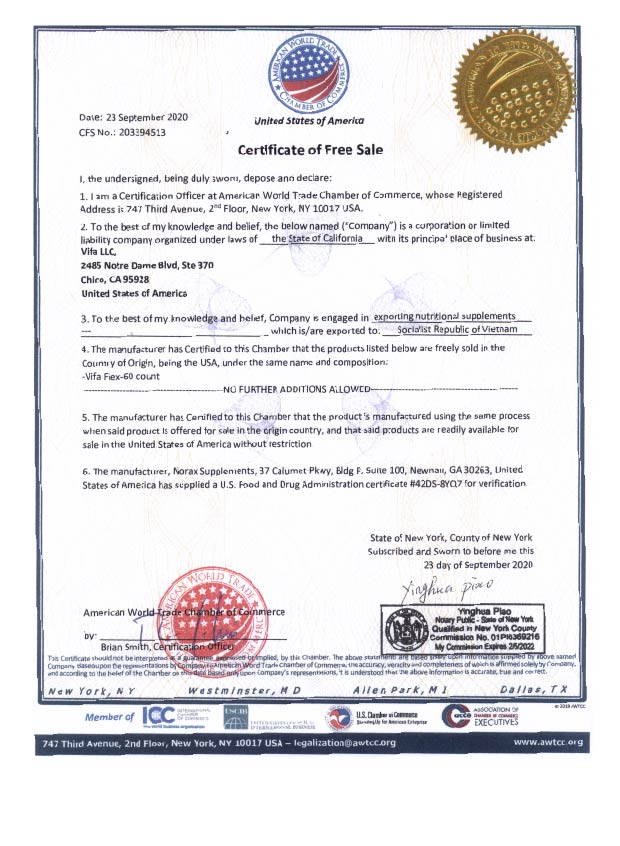 AMERICAN WORLD TRADE
CHAMBER OF COMMERCE
Date: 23 September 2020
CFS No.: 203394513
United States of America
Certificate of Free Sale
I, the undersigned, being duly sworn, depose and declare:
1. I am a Certification Officer at American World Trade Chamber of Commerce, whose Registered
Address is 747 Third Avenue, 2nd Floor, New York, NY 10017 USA.
2. To the best of my knowledge and belief, the below named ("Company") is a corporation or limited
liability company organized under laws of the State of California with its principal place of business at:
Vifa LLC,
2485 Notre Dame Blvd, Ste 370
Chico, CA 95928
United States of America
3. To the best of my knowledge and belief, Company is engaged in exporting nutritional supplements
--- which is/are exported to: Socialist Republic of Vietnam
4. The manufacturer has Certified to this Chamber that the products listed below are freely sold in the
Country of Origin, being the USA, under the same name and composition:
-Vifa Flex-60 count
---NO FURTHER ADDITIONS ALLOWED---
5. The manufacturer has Certified to this Chamber that the product is manufactured using the same process
when said product is offered for sale in the origin country, and that said products are readily available for
sale in the United States of America without restriction
6. The manufacturer, Norax Supplements, 37 Calumet Pkwy, Bldg F, Suite 100, Newnan, GA 30263, United
States of America has supplied a U.S. Food and Drug Administration certificate #42DS-8YQ7 for verification
State of New York, County of New York
Subscribed and Sworn to before me this
23 day of September 2020
Yinghua Piao
American World Trade Chamber of Commerce
by:
Brian Smith, Certification Officer
Yinghua Piao
Notary Public - State of New York
Qualified in New York County
Commission No. 01PI6369216
My Commission Expires 2/5/2022
This Certificate should not be interpreted as a guarantee, expressed or implied, by this Chamber. The above statements are based solely upon information supplied by above named
Company. Based upon the representations by Company to American World Trade Chamber of Commerce, the accuracy, veracity and completeness of which is affirmed solely by Company,
and according to the belief of the Chamber on this date based only upon Company's representations, it is understood that the above information is accurate, true and correct.
New York, NY Westminster, MD Allen Park, MI Dallas, TX
© 2019 AWTCC
Member of ICC INTERNATIONAL CHAMBER OF COMMERCE
The world business organization
USCIB UNITED STATES COUNCIL FOR INTERNATIONAL BUSINESS
U.S. Chamber of Commerce
Standing Up for American Enterprise
acce ASSOCIATION OF CHAMBER OF COMMERCE EXECUTIVES
747 Third Avenue, 2nd Floor, New York, NY 10017 USA – legalization@awtcc.org www.awtcc.org